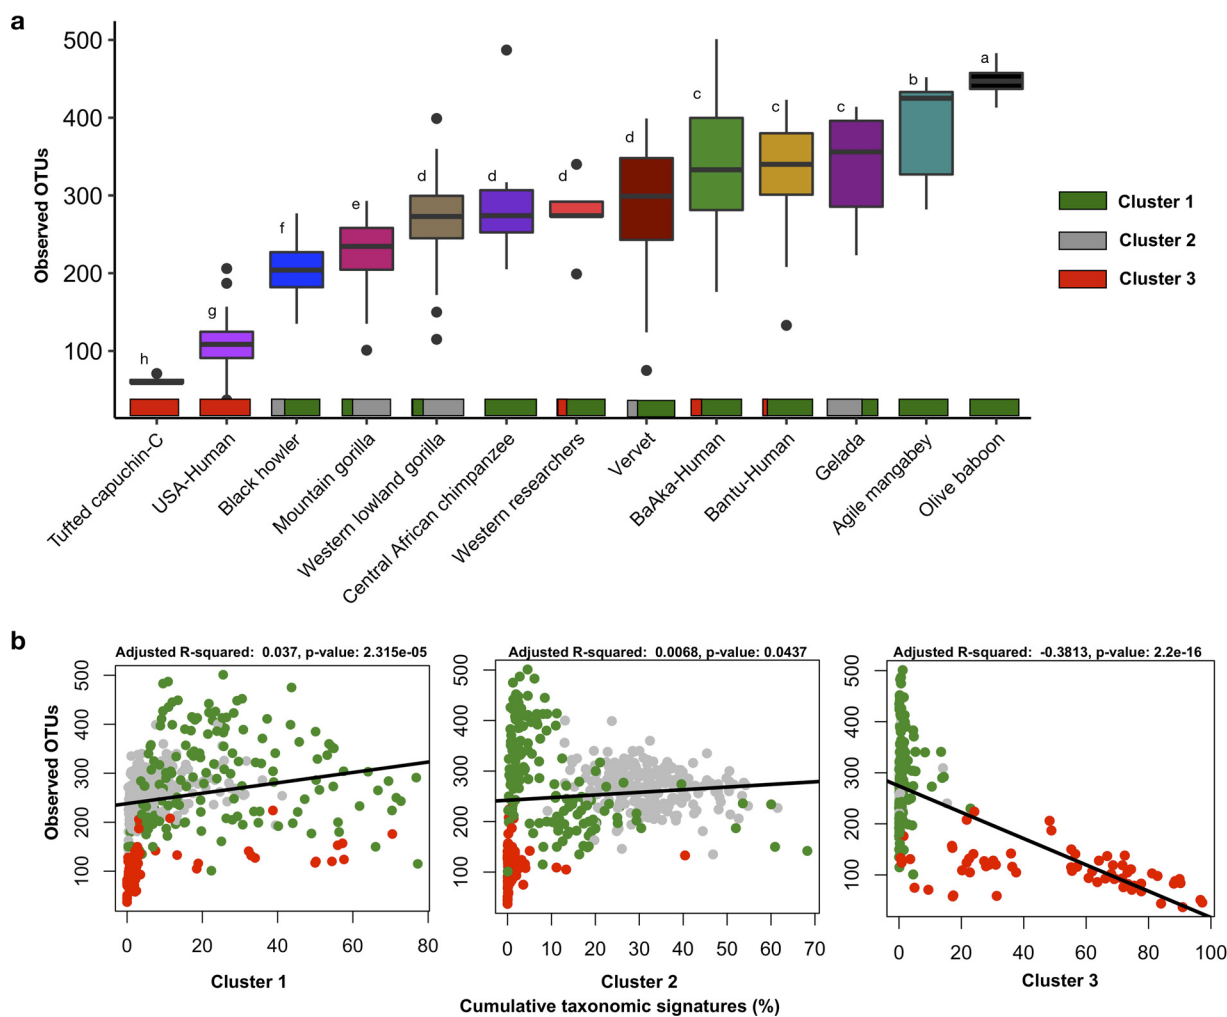 a
Observed OTUs
500
400
300
200
100
h
g
f
e
d
d
d
d
c
c
c
b
a
Cluster 1
Cluster 2
Cluster 3
Tufted capuchin-C
USA-Human
Black howler
Mountain gorilla
Western lowland gorilla
Central African chimpanzee
Western researchers
Vervet
BaAka-Human
Bantu-Human
Gelada
Agile mangabey
Olive baboon
b
Adjusted R-squared: 0.037, p-value: 2.315e-05
Observed OTUs
500
400
300
200
100
0 20 40 60 80
Cluster 1
Adjusted R-squared: 0.0068, p-value: 0.0437
500
400
300
200
100
0 10 20 30 40 50 60 70
Cluster 2
Adjusted R-squared: -0.3813, p-value: 2.2e-16
500
400
300
200
100
0 20 40 60 80 100
Cluster 3
Cumulative taxonomic signatures (%)